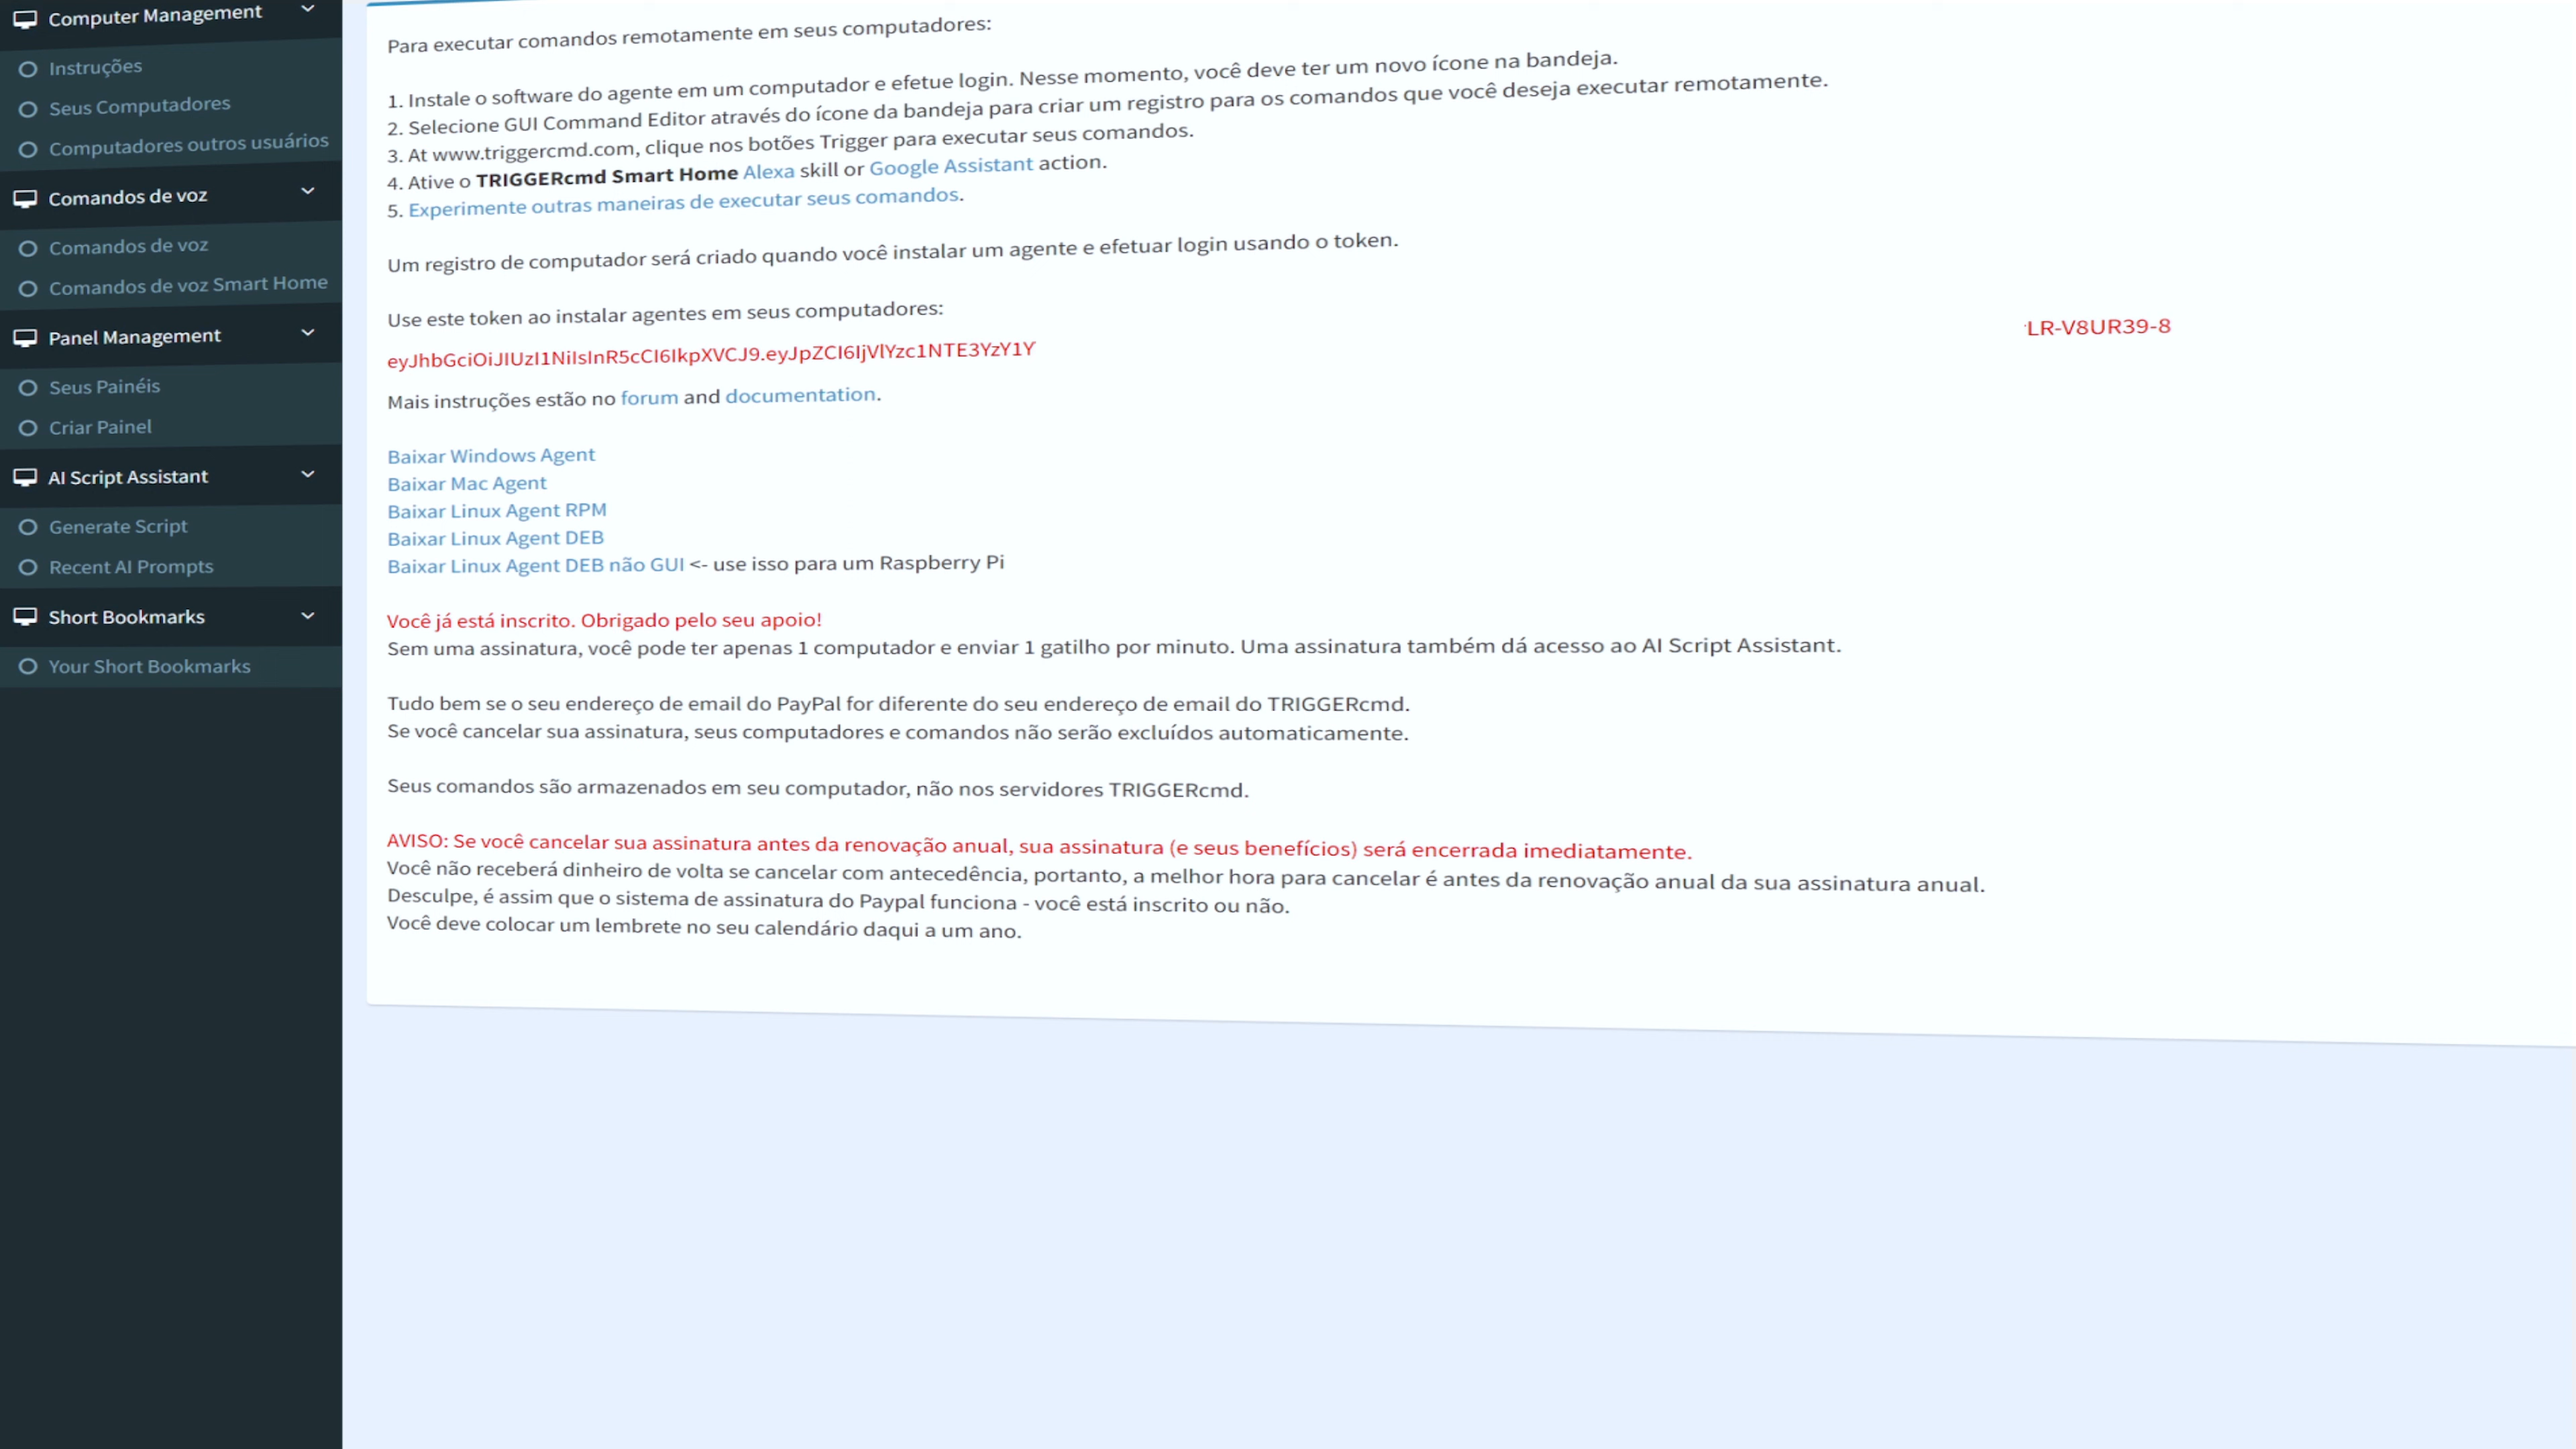 Computer Management
Instruções
Seus Computadores
Computadores outros usuários
Comandos de voz
Comandos de voz
Comandos de voz Smart Home
Panel Management
Seus Painéis
Criar Painel
AI Script Assistant
Generate Script
Recent AI Prompts
Short Bookmarks
Your Short Bookmarks
Para executar comandos remotamente em seus computadores:
1. Instale o software do agente em um computador e efetue login. Nesse momento, você deve ter um novo ícone na bandeja.
2. Selecione GUI Command Editor através do ícone da bandeja para criar um registro para os comandos que você deseja executar remotamente.
3. At www.triggercmd.com, clique nos botões Trigger para executar seus comandos.
4. Ative o TRIGGERcmd Smart Home Alexa skill or Google Assistant action.
5. Experimente outras maneiras de executar seus comandos.
Um registro de computador será criado quando você instalar um agente e efetuar login usando o token.
Use este token ao instalar agentes em seus computadores:
eyJhbGciOiJIUzI1NiIsInR5cCI6IkpXVCJ9.eyJpZCI6IjVlYzc1NTE3YzY1Y LR-V8UR39-8
Mais instruções estão no forum and documentation.
Baixar Windows Agent
Baixar Mac Agent
Baixar Linux Agent RPM
Baixar Linux Agent DEB
Baixar Linux Agent DEB não GUI <- use isso para um Raspberry Pi
Você já está inscrito. Obrigado pelo seu apoio!
Sem uma assinatura, você pode ter apenas 1 computador e enviar 1 gatilho por minuto. Uma assinatura também dá acesso ao AI Script Assistant.
Tudo bem se o seu endereço de email do PayPal for diferente do seu endereço de email do TRIGGERcmd.
Se você cancelar sua assinatura, seus computadores e comandos não serão excluídos automaticamente.
Seus comandos são armazenados em seu computador, não nos servidores TRIGGERcmd.
AVISO: Se você cancelar sua assinatura antes da renovação anual, sua assinatura (e seus benefícios) será encerrada imediatamente.
Você não receberá dinheiro de volta se cancelar com antecedência, portanto, a melhor hora para cancelar é antes da renovação anual da sua assinatura anual.
Desculpe, é assim que o sistema de assinatura do Paypal funciona - você está inscrito ou não.
Você deve colocar um lembrete no seu calendário daqui a um ano.